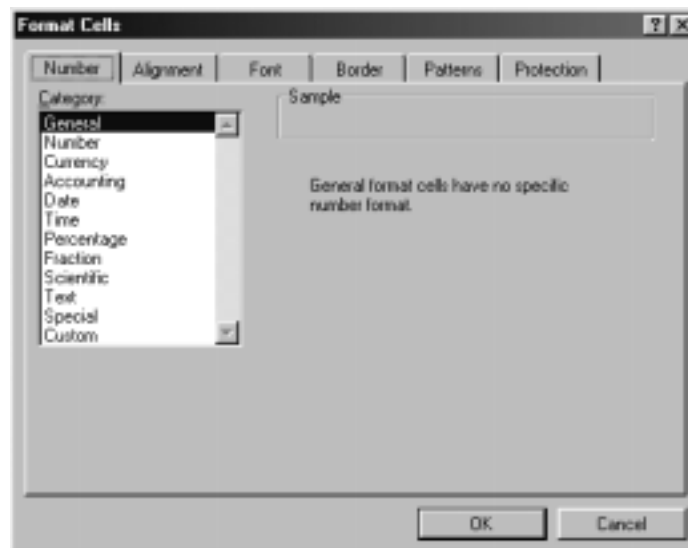 Format Cells
Number Alignment Font Border Patterns Protection
Category:
General
Number
Currency
Accounting
Date
Time
Percentage
Fraction
Scientific
Text
Special
Custom
Sample
General format cells have no specific
number format.
OK Cancel